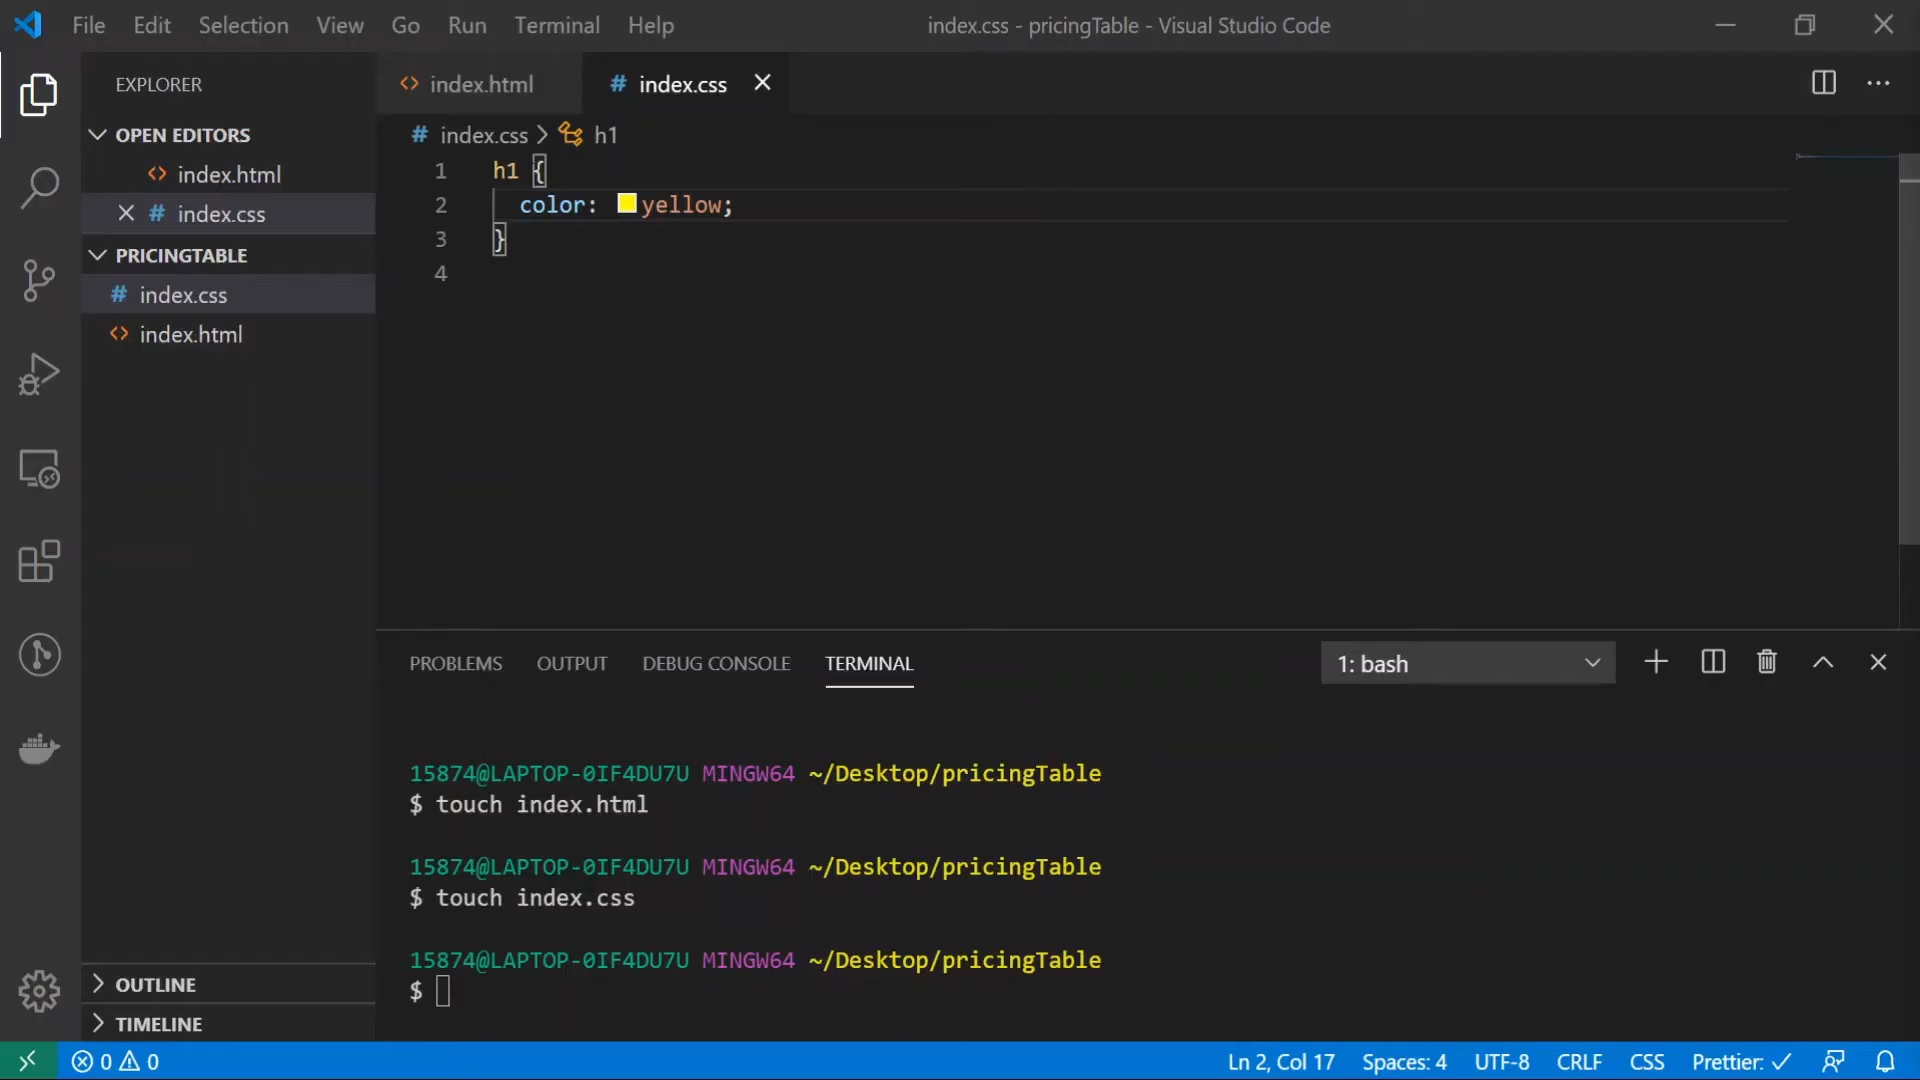 File Edit Selection View Go Run Terminal Help
index.css - pricingTable - Visual Studio Code
EXPLORER
OPEN EDITORS
index.html
index.css
PRICINGTABLE
index.css
index.html
OUTLINE
TIMELINE
index.html
# index.css
# index.css > h1
1 h1 {
2 color: yellow;
3 }
4
PROBLEMS OUTPUT DEBUG CONSOLE TERMINAL
1: bash
15874@LAPTOP-0IF4DU7U MINGW64 ~/Desktop/pricingTable
$ touch index.html
15874@LAPTOP-0IF4DU7U MINGW64 ~/Desktop/pricingTable
$ touch index.css
15874@LAPTOP-0IF4DU7U MINGW64 ~/Desktop/pricingTable
$
0 0
Ln 2, Col 17 Spaces: 4 UTF-8 CRLF CSS Prettier: ✓